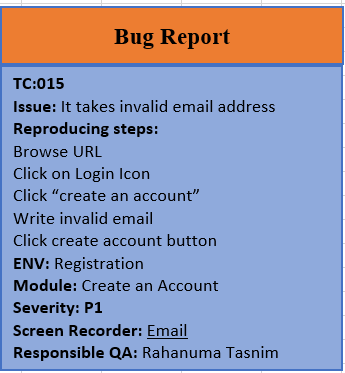 Bug Report
TC:015
Issue: It takes invalid email address
Reproducing steps:
Browse URL
Click on Login Icon
Click “create an account”
Write invalid email
Click create account button
ENV: Registration
Module: Create an Account
Severity: P1
Screen Recorder: Email
Responsible QA: Rahanuma Tasnim